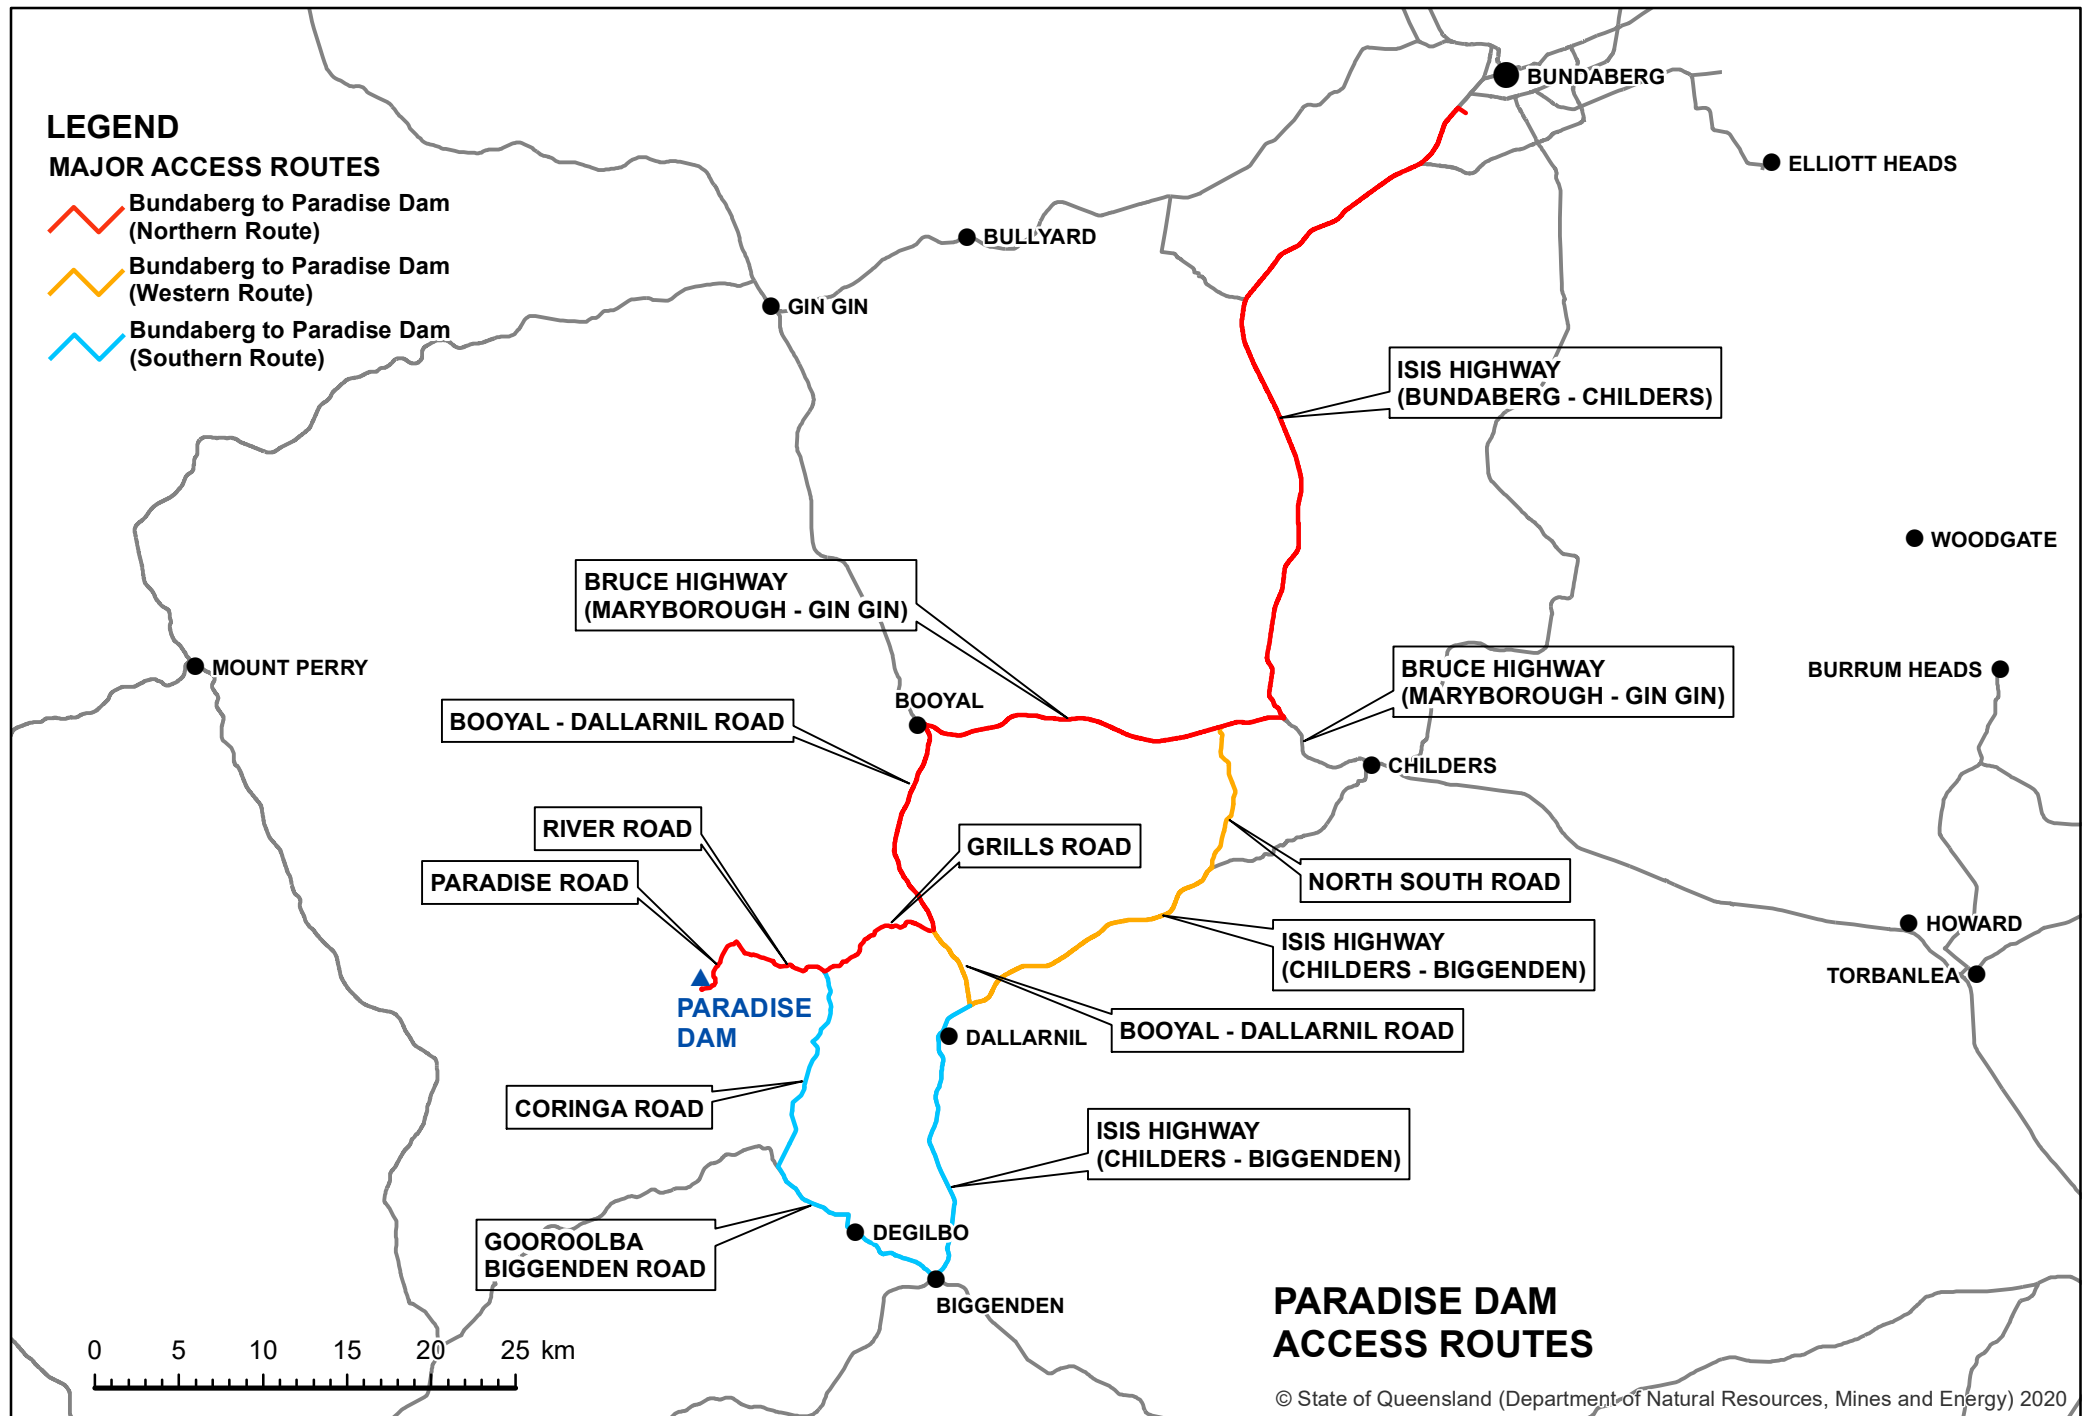 LEGEND
MAJOR ACCESS ROUTES
Bundaberg to Paradise Dam
(Northern Route)
Bundaberg to Paradise Dam
(Western Route)
Bundaberg to Paradise Dam
(Southern Route)
BUNDABERG
ELLIOTT HEADS
BULLYARD
GIN GIN
ISIS HIGHWAY
(BUNDABERG - CHILDERS)
WOODGATE
BRUCE HIGHWAY
(MARYBOROUGH - GIN GIN)
MOUNT PERRY
BRUCE HIGHWAY
(MARYBOROUGH - GIN GIN)
BURRUM HEADS
BOOYAL
BOOYAL - DALLARNIL ROAD
CHILDERS
RIVER ROAD
GRILLS ROAD
PARADISE ROAD
NORTH SOUTH ROAD
HOWARD
ISIS HIGHWAY
(CHILDERS - BIGGENDEN)
TORBANLEA
PARADISE
DAM
DALLARNIL
BOOYAL - DALLARNIL ROAD
CORINGA ROAD
ISIS HIGHWAY
(CHILDERS - BIGGENDEN)
DEGILBO
GOOROOLBA
BIGGENDEN ROAD
BIGGENDEN
PARADISE DAM
ACCESS ROUTES
0 5 10 15 20 25 km
© State of Queensland (Department of Natural Resources, Mines and Energy) 2020